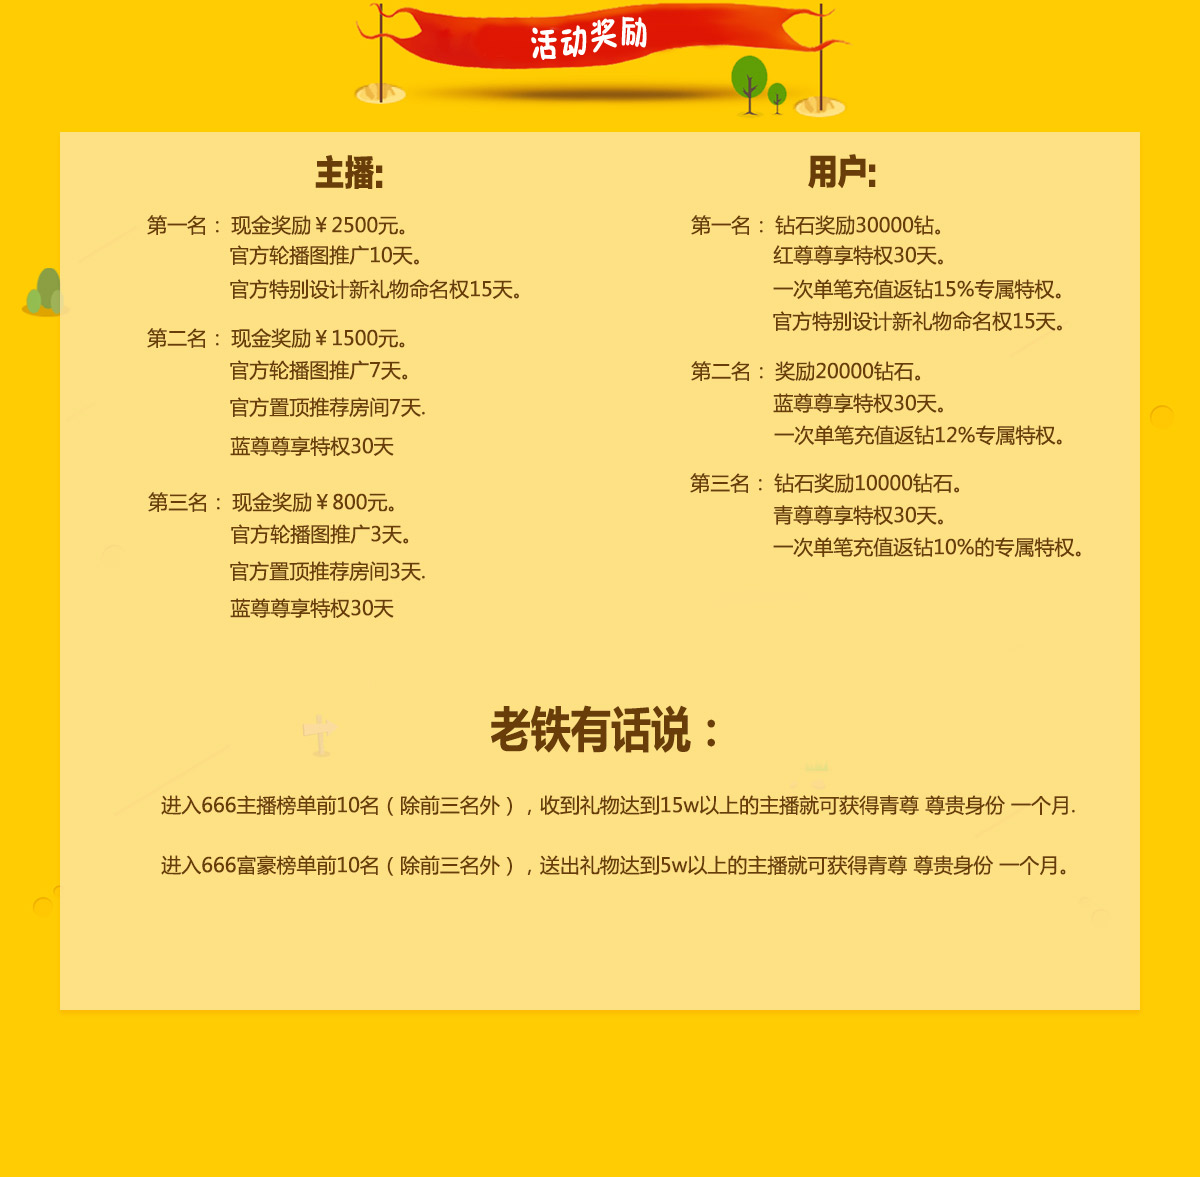 活动奖励
主播:
第一名： 现金奖励￥2500元。
官方轮播图推广10天。
官方特别设计新礼物命名权15天。
第二名： 现金奖励￥1500元。
官方轮播图推广7天。
官方置顶推荐房间7天.
蓝尊尊享特权30天
第三名： 现金奖励￥800元。
官方轮播图推广3天。
官方置顶推荐房间3天.
蓝尊尊享特权30天
用户:
第一名： 钻石奖励30000钻。
红尊尊享特权30天。
一次单笔充值返钻15%专属特权。
官方特别设计新礼物命名权15天。
第二名： 奖励20000钻石。
蓝尊尊享特权30天。
一次单笔充值返钻12%专属特权。
第三名： 钻石奖励10000钻石。
青尊尊享特权30天。
一次单笔充值返钻10%的专属特权。
老铁有话说：
进入666主播榜单前10名（除前三名外），收到礼物达到15w以上的主播就可获得青尊 尊贵身份 一个月.
进入666富豪榜单前10名（除前三名外），送出礼物达到5w以上的主播就可获得青尊 尊贵身份 一个月。